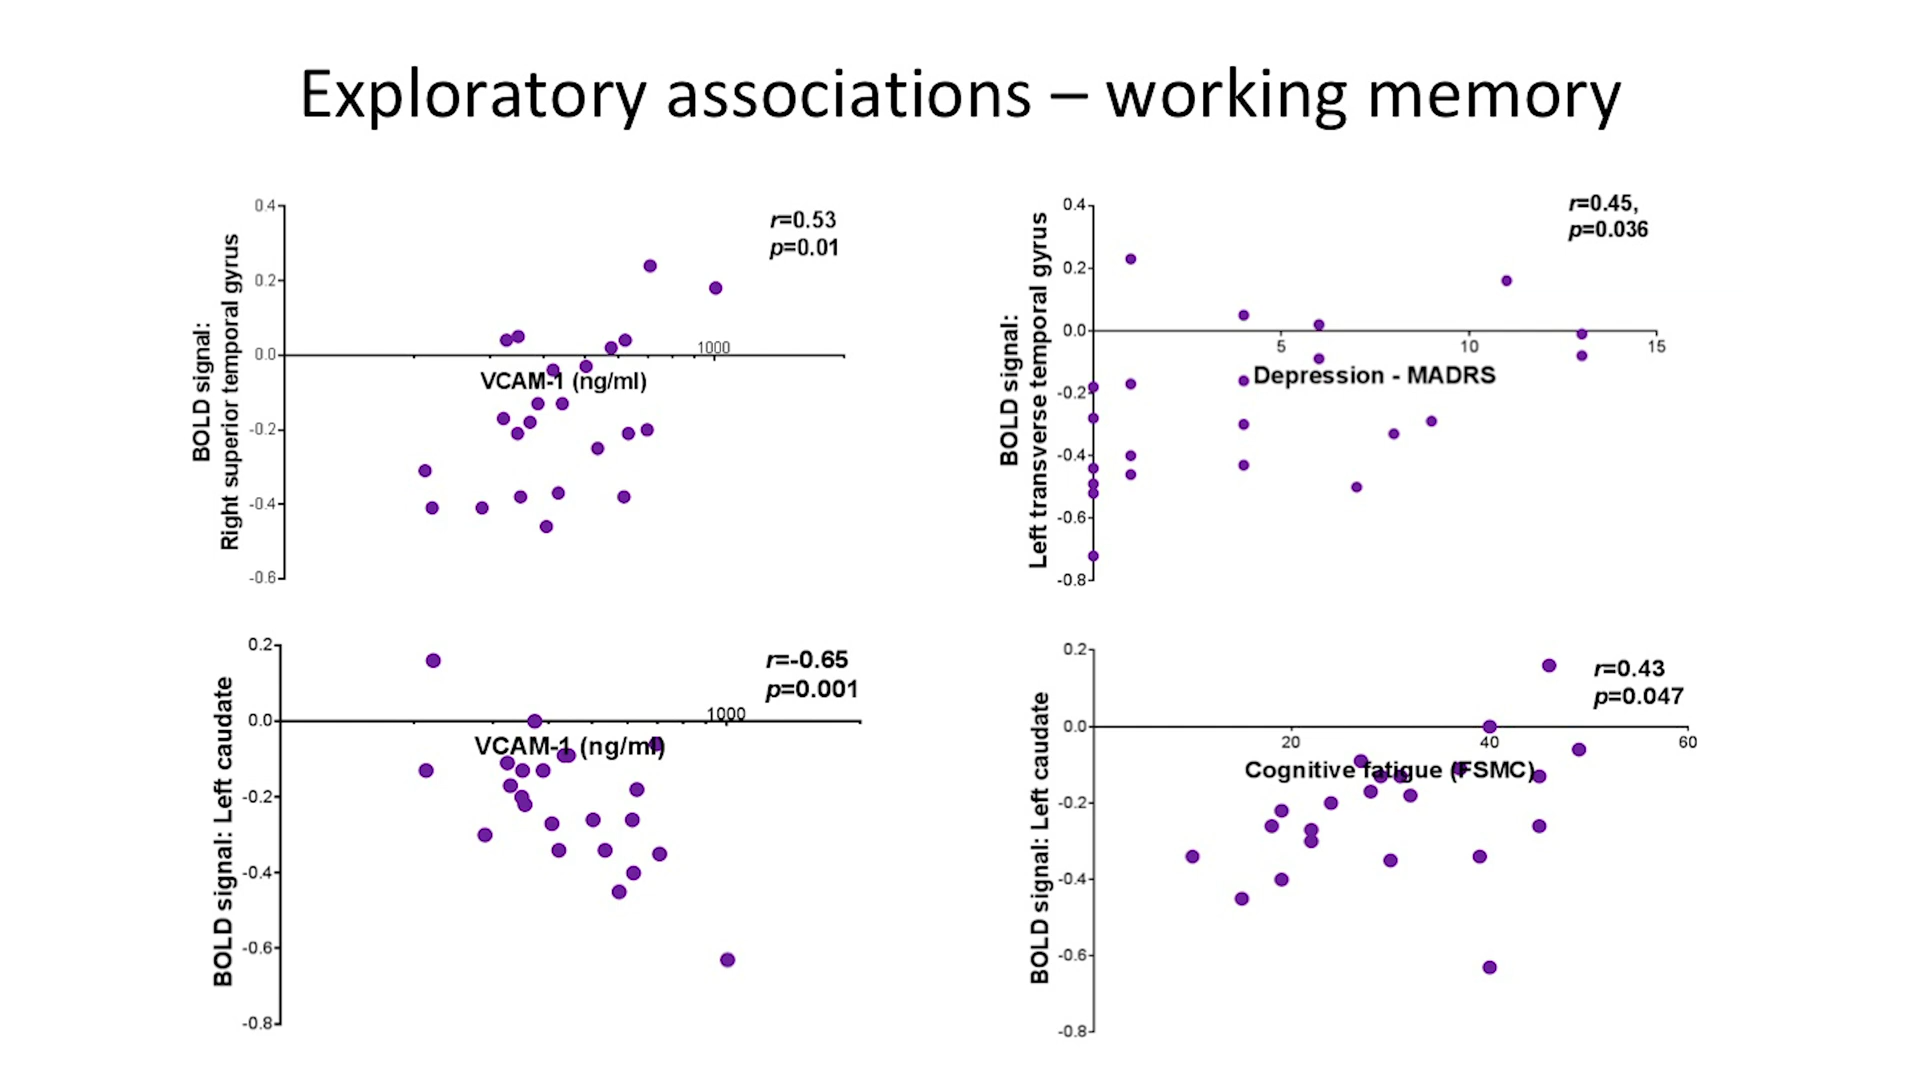 Exploratory associations – working memory
BOLD signal:
Right superior temporal gyrus
0.4
0.2
0.0
-0.2
-0.4
-0.6
1000
VCAM-1 (ng/ml)
r=0.53
p=0.01
BOLD signal:
Left transverse temporal gyrus
0.4
0.2
0.0
-0.2
-0.4
-0.6
-0.8
5 10 15
Depression - MADRS
r=0.45,
p=0.036
BOLD signal: Left caudate
0.2
0.0
-0.2
-0.4
-0.6
-0.8
1000
VCAM-1 (ng/ml)
r=-0.65
p=0.001
BOLD signal: Left caudate
0.2
0.0
-0.2
-0.4
-0.6
-0.8
20 40 60
Cognitive fatigue (FSMC)
r=0.43
p=0.047